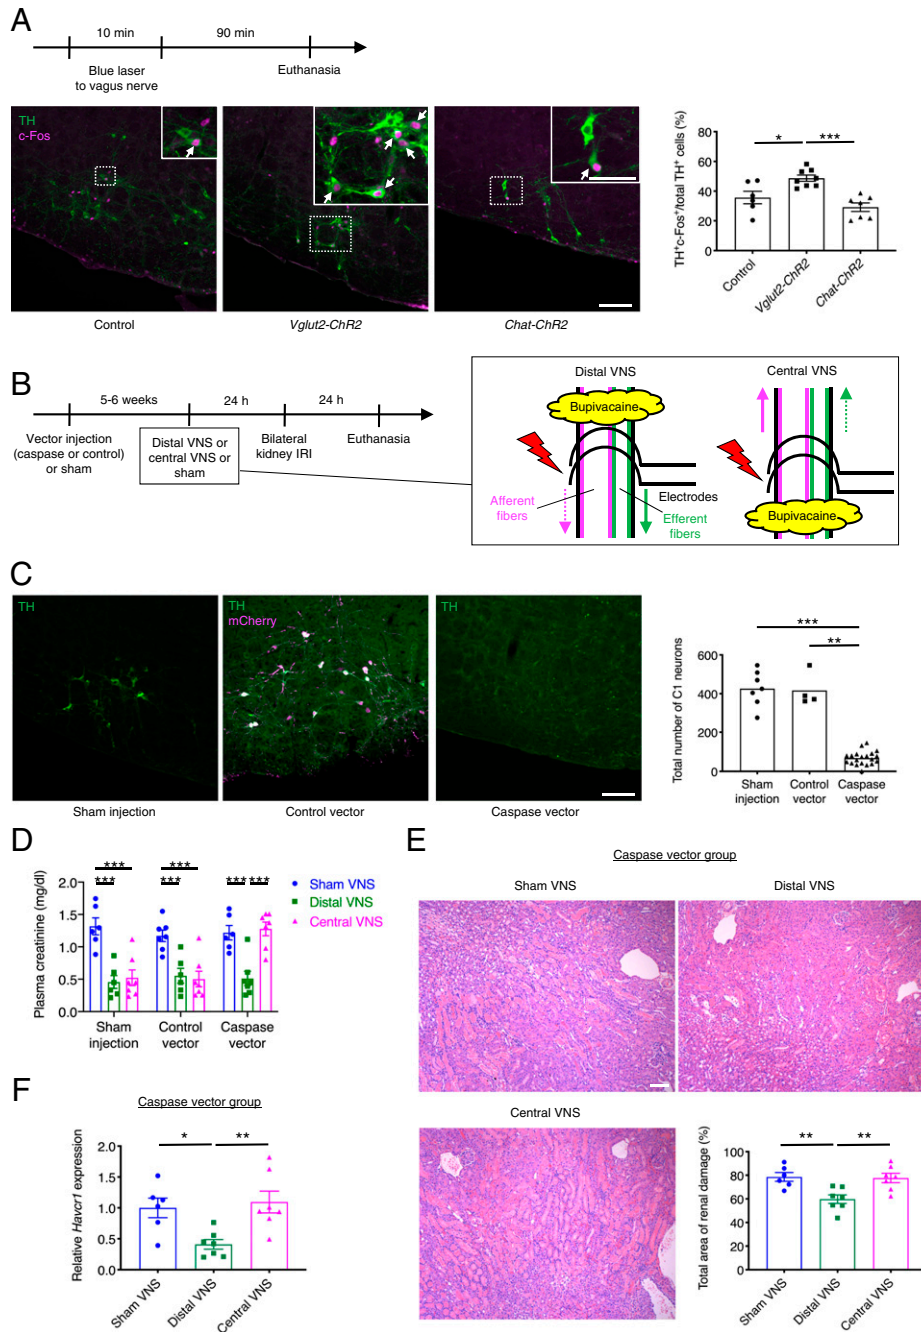 A
10 min
90 min
Blue laser
to vagus nerve
Euthanasia
TH
c-Fos
Control
Vglut2-ChR2
Chat-ChR2
TH+c-Fos+/total TH+ cells (%)
80
60
40
20
0
*
***
Control
Vglut2-ChR2
Chat-ChR2
B
5-6 weeks
24 h
24 h
Vector injection
(caspase or control)
or sham
Distal VNS or
central VNS or
sham
Bilateral
kidney IRI
Euthanasia
Distal VNS
Central VNS
Bupivacaine
Afferent
fibers
Electrodes
Efferent
fibers
Bupivacaine
C
TH
TH
mCherry
TH
Sham injection
Control vector
Caspase vector
Total number of C1 neurons
600
400
200
0
***
**
Sham
injection
Control
vector
Caspase
vector
D
Plasma creatinine (mg/dl)
2.0
1.5
1.0
0.5
0.0
***
***
***
***
***
***
Sham VNS
Distal VNS
Central VNS
Sham
injection
Control
vector
Caspase
vector
E
Caspase vector group
Sham VNS
Distal VNS
Central VNS
Total area of renal damage (%)
100
80
60
40
20
0
**
**
Sham VNS
Distal VNS
Central VNS
F
Caspase vector group
Relative Havcr1 expression
2.0
1.5
1.0
0.5
0.0
*
**
Sham VNS
Distal VNS
Central VNS